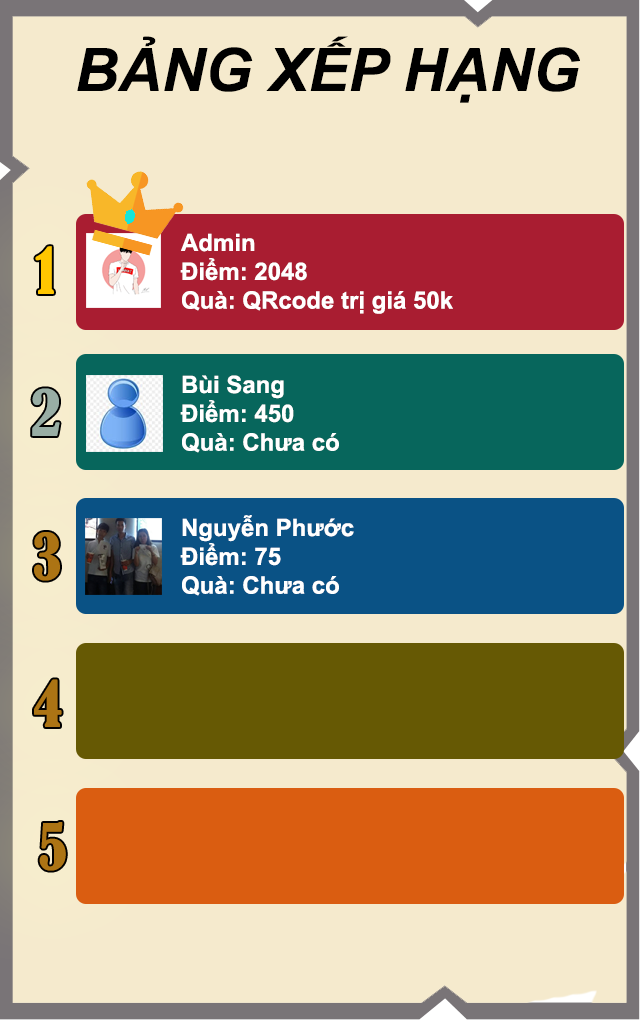 BẢNG XẾP HẠNG
1
Admin
Điểm: 2048
Quà: QRcode trị giá 50k
2
Bùi Sang
Điểm: 450
Quà: Chưa có
3
Nguyễn Phước
Điểm: 75
Quà: Chưa có
4
5